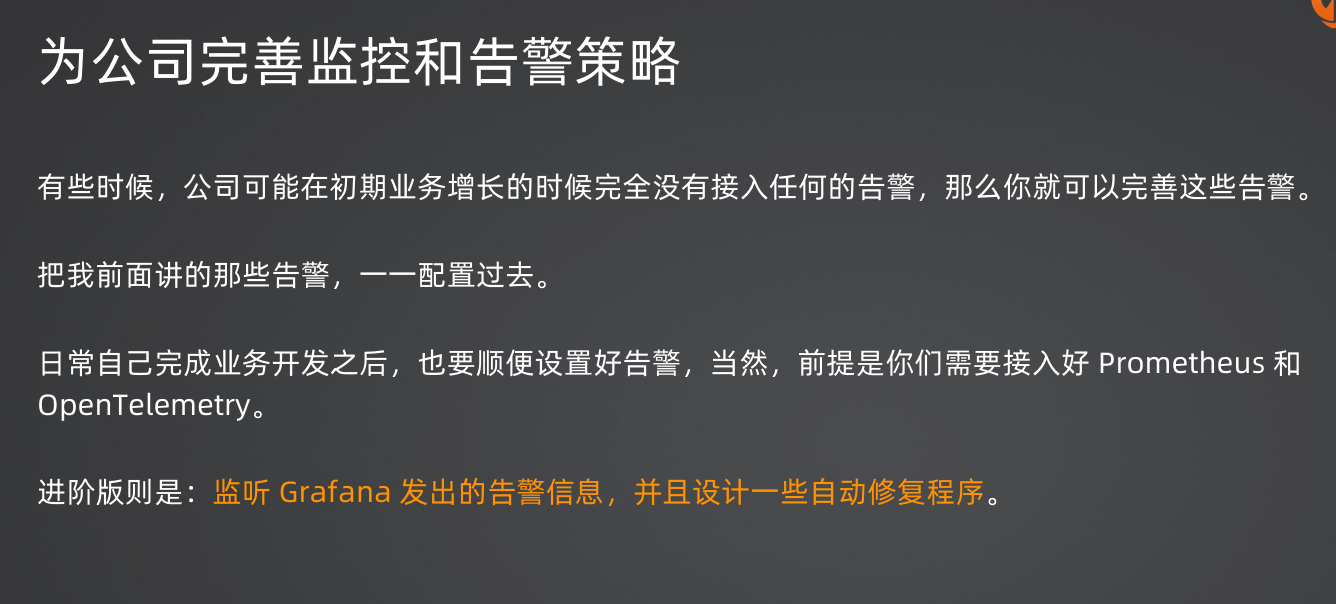 为公司完善监控和告警策略
有些时候，公司可能在初期业务增长的时候完全没有接入任何的告警，那么你就可以完善这些告警。
把我前面讲的那些告警，一一配置过去。
日常自己完成业务开发之后，也要顺便设置好告警，当然，前提是你们需要接入好 Prometheus 和
OpenTelemetry。
进阶版则是：监听 Grafana 发出的告警信息，并且设计一些自动修复程序。